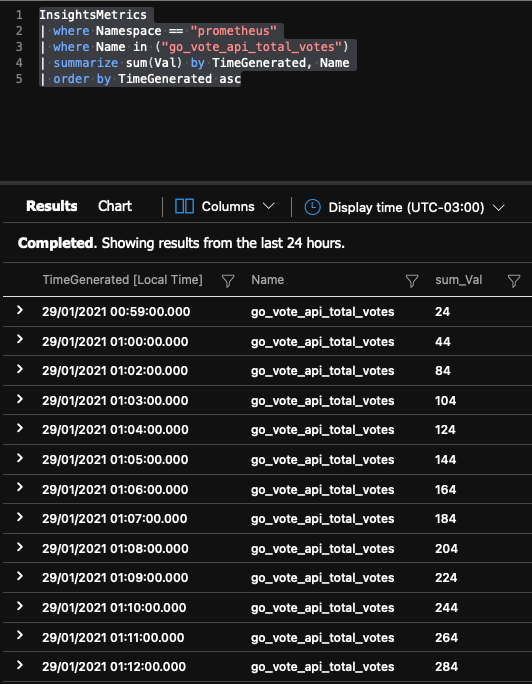 1 InsightsMetrics
2 | where Namespace == "prometheus"
3 | where Name in ("go_vote_api_total_votes")
4 | summarize sum(Val) by TimeGenerated, Name
5 | order by TimeGenerated asc
Results Chart Columns Display time (UTC-03:00)
Completed. Showing results from the last 24 hours.
TimeGenerated [Local Time] Name sum_Val
29/01/2021 00:59:00.000 go_vote_api_total_votes 24
29/01/2021 01:00:00.000 go_vote_api_total_votes 44
29/01/2021 01:02:00.000 go_vote_api_total_votes 84
29/01/2021 01:03:00.000 go_vote_api_total_votes 104
29/01/2021 01:04:00.000 go_vote_api_total_votes 124
29/01/2021 01:05:00.000 go_vote_api_total_votes 144
29/01/2021 01:06:00.000 go_vote_api_total_votes 164
29/01/2021 01:07:00.000 go_vote_api_total_votes 184
29/01/2021 01:08:00.000 go_vote_api_total_votes 204
29/01/2021 01:09:00.000 go_vote_api_total_votes 224
29/01/2021 01:10:00.000 go_vote_api_total_votes 244
29/01/2021 01:11:00.000 go_vote_api_total_votes 264
29/01/2021 01:12:00.000 go_vote_api_total_votes 284